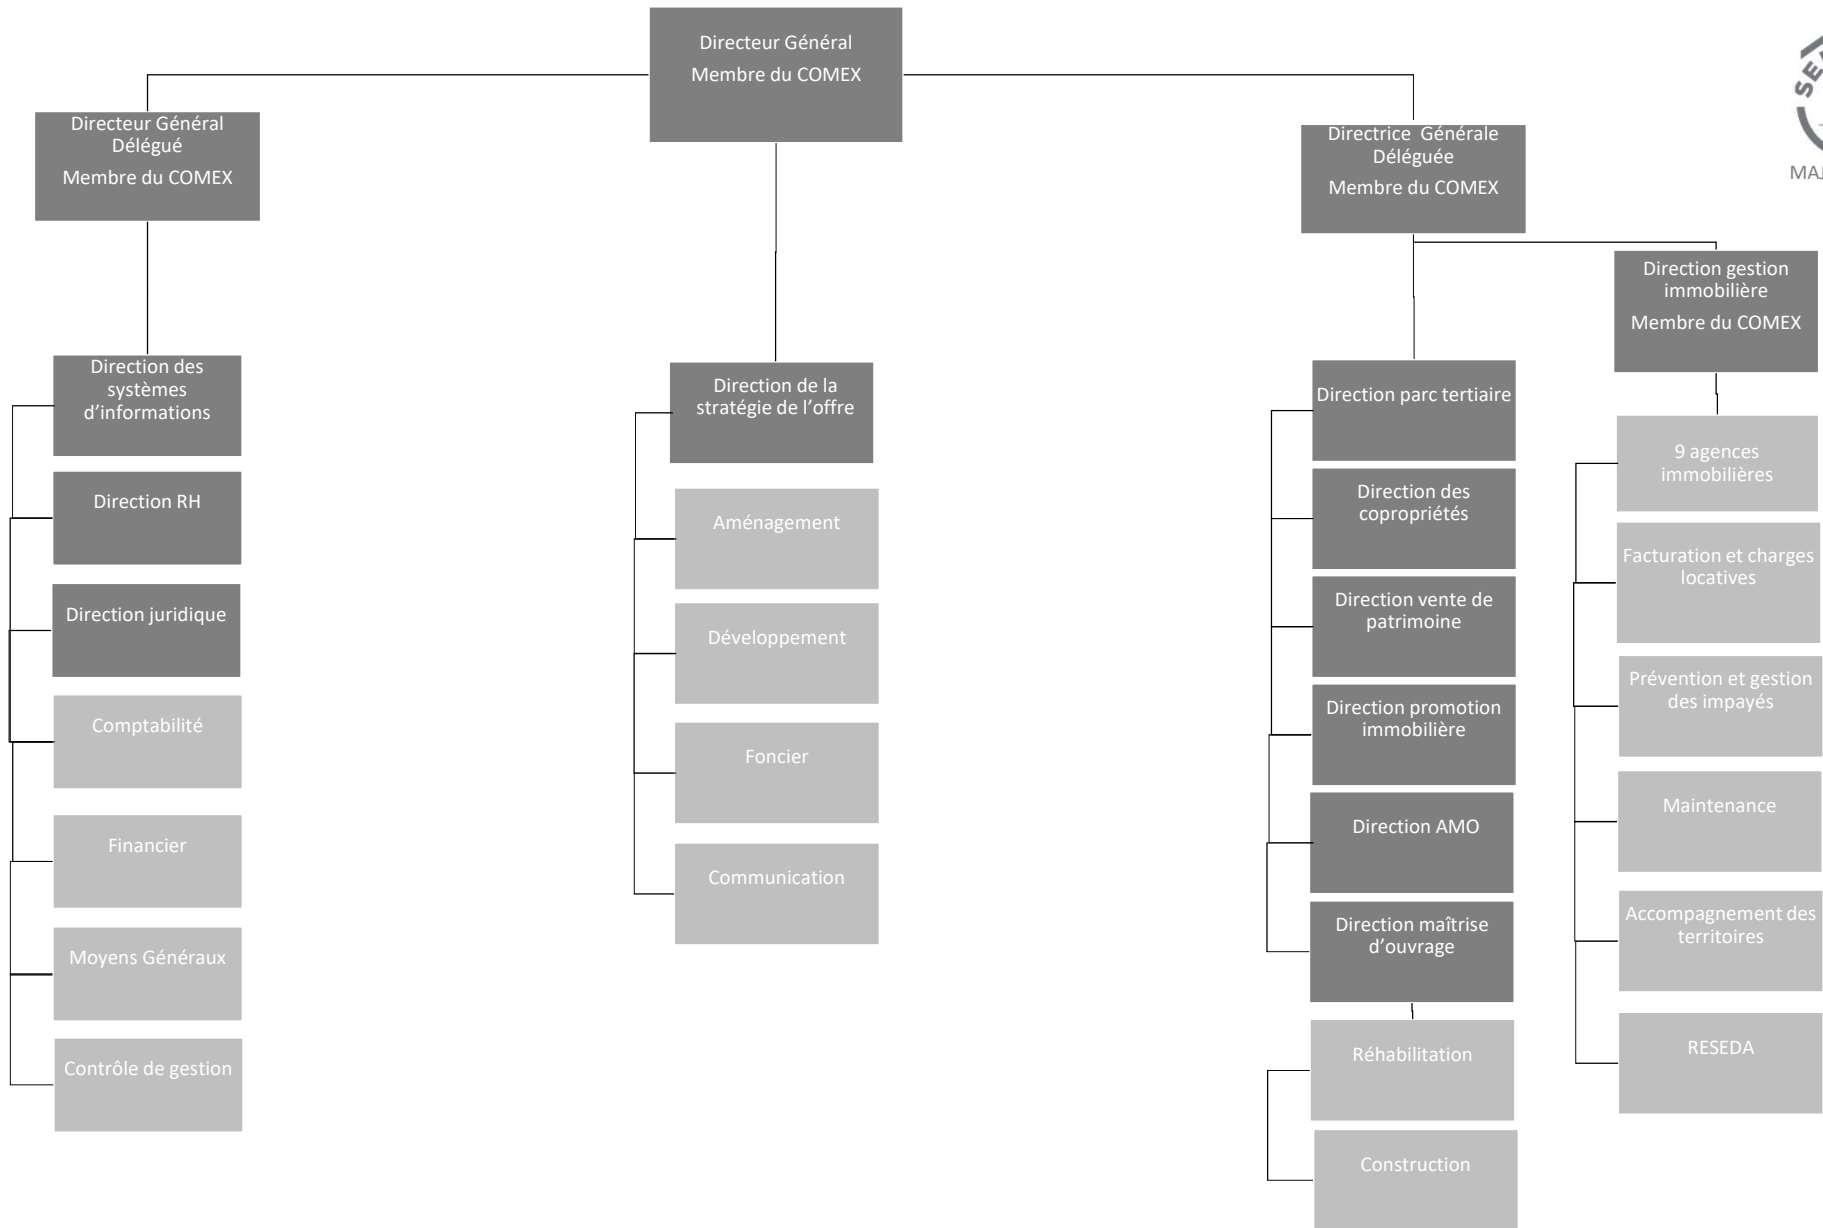 Directeur Général
Membre du COMEX
Directeur Général
Délégué
Membre du COMEX
Directrice Générale
Déléguée
Membre du COMEX
Direction gestion
immobilière
Membre du COMEX
Direction des
systèmes
d’informations
Direction RH
Direction juridique
Comptabilité
Financier
Moyens Généraux
Contrôle de gestion
Direction de la
stratégie de l’offre
Aménagement
Développement
Foncier
Communication
Direction parc tertiaire
Direction des
copropriétés
Direction vente de
patrimoine
Direction promotion
immobilière
Direction AMO
Direction maîtrise
d’ouvrage
Réhabilitation
Construction
9 agences
immobilières
Facturation et charges
locatives
Prévention et gestion
des impayés
Maintenance
Accompagnement des
territoires
RESEDA
MAJ